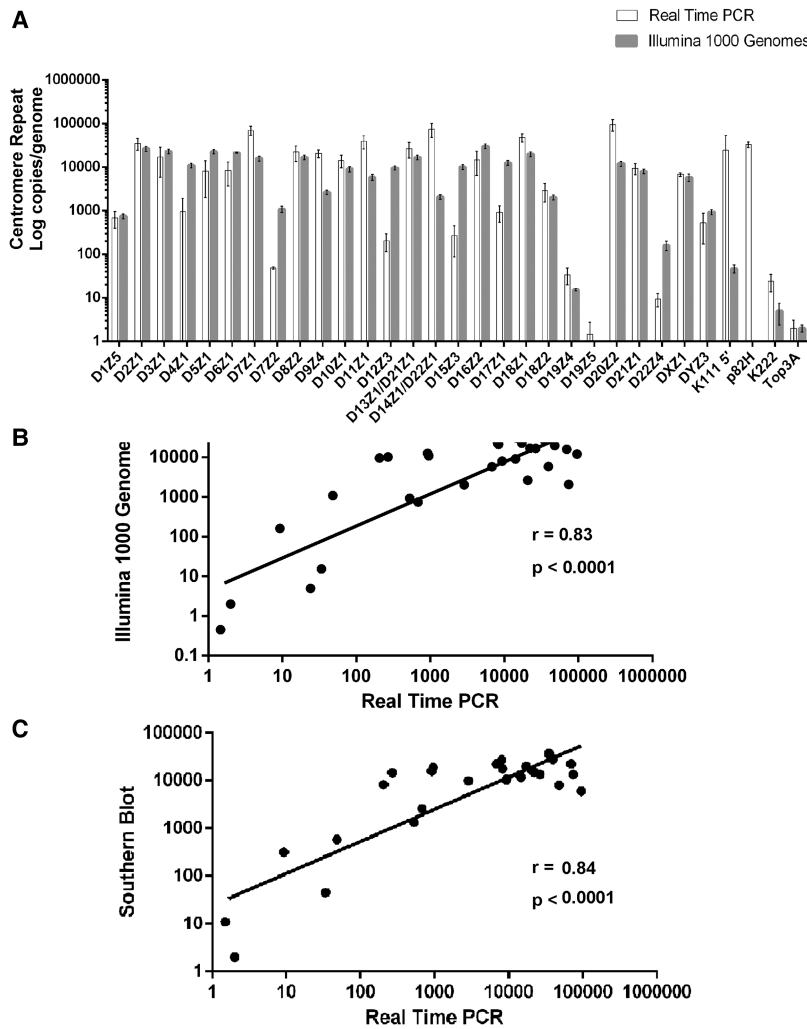 A
Real Time PCR
Illumina 1000 Genomes
Centromere Repeat
Log copies/genome
1000000
100000
10000
1000
100
10
1
D1Z5
D2Z1
D3Z1
D4Z1
D5Z1
D6Z1
D7Z1
D7Z2
D8Z2
D9Z4
D10Z1
D11Z1
D12Z3
D13Z1/D21Z1
D14Z1/D22Z1
D15Z3
D16Z2
D17Z1
D18Z1
D18Z2
D19Z4
D19Z5
D20Z2
D21Z1
D22Z4
DXZ1
DYZ3
K111 5'
p82H
K222
Top3A
B
Illumina 1000 Genome
10000
1000
100
10
1
0.1
r = 0.83
p < 0.0001
1
10
100
1000
10000
100000
1000000
Real Time PCR
C
Southern Blot
100000
10000
1000
100
10
1
r = 0.84
p < 0.0001
1
10
100
1000
10000
100000
1000000
Real Time PCR